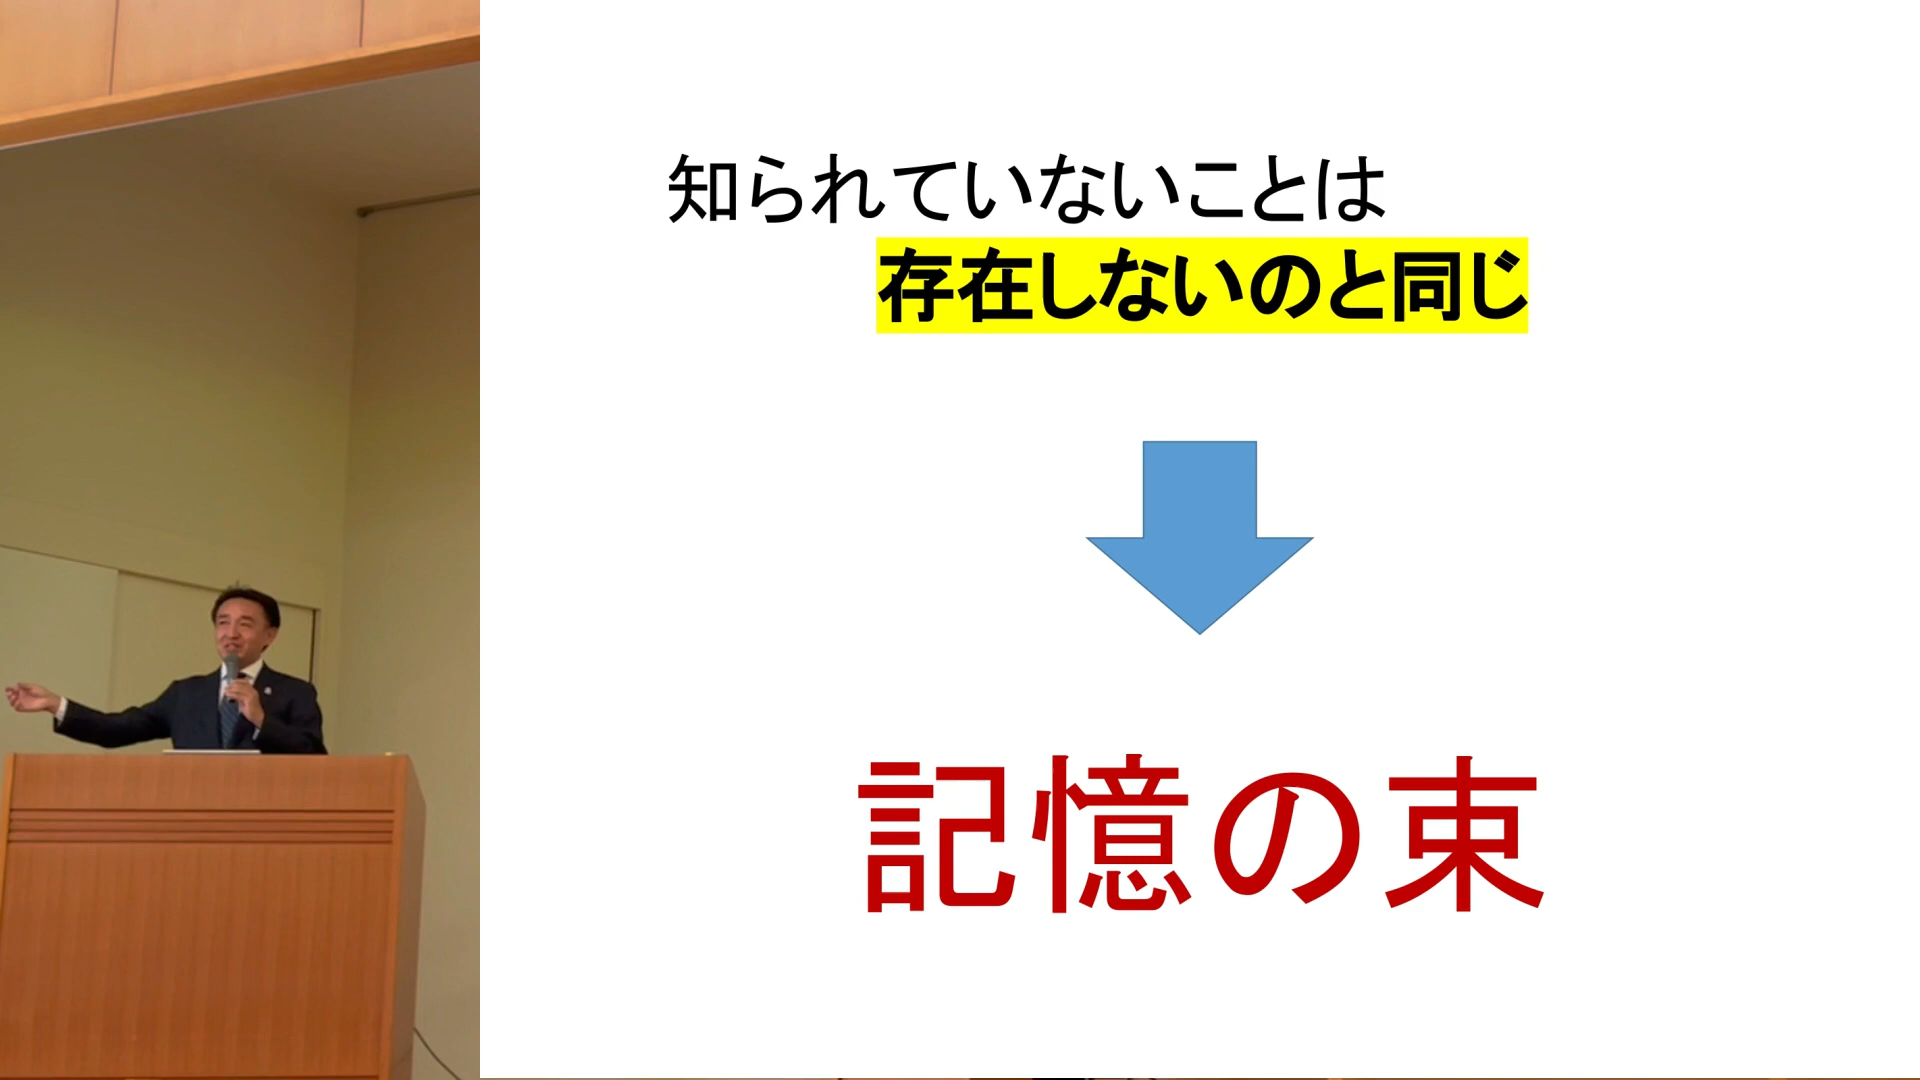 知られていないことは
存在しないのと同じ
記憶の束